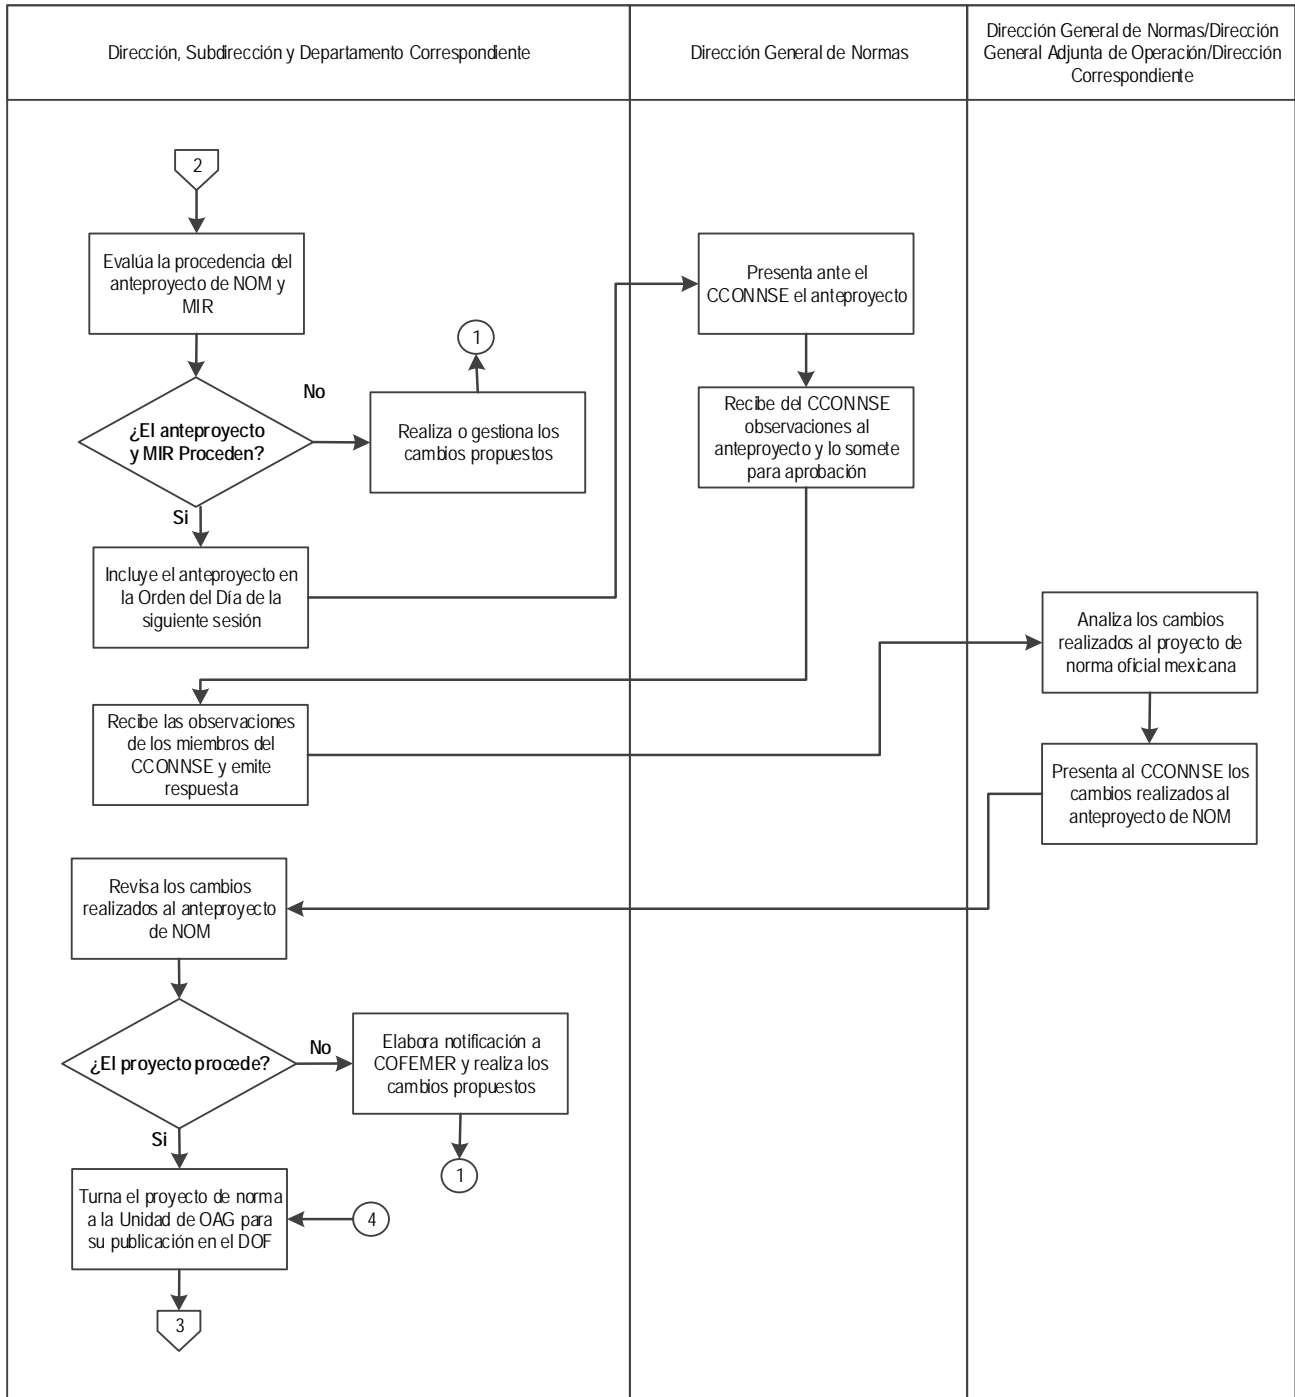 Dirección, Subdirección y Departamento Correspondiente
Dirección General de Normas
Dirección General de Normas/Dirección
General Adjunta de Operación/Dirección
Correspondiente
2
Evalúa la procedencia del
anteproyecto de NOM y
MIR
Presenta ante el
CCONNSE el anteproyecto
1
No
¿El anteproyecto
y MIR Proceden?
Realiza o gestiona los
cambios propuestos
Recibe del CCONNSE
observaciones al
anteproyecto y lo somete
para aprobación
Si
Incluye el anteproyecto en
la Orden del Día de la
siguiente sesión
Analiza los cambios
realizados al proyecto de
norma oficial mexicana
Recibe las observaciones
de los miembros del
CCONNSE y emite
respuesta
Presenta al CCONNSE los
cambios realizados al
anteproyecto de NOM
Revisa los cambios
realizados al anteproyecto
de NOM
¿El proyecto procede?
No
Elabora notificación a
COFEMER y realiza los
cambios propuestos
Si
1
Turna el proyecto de norma
a la Unidad de OAG para
su publicación en el DOF
4
3